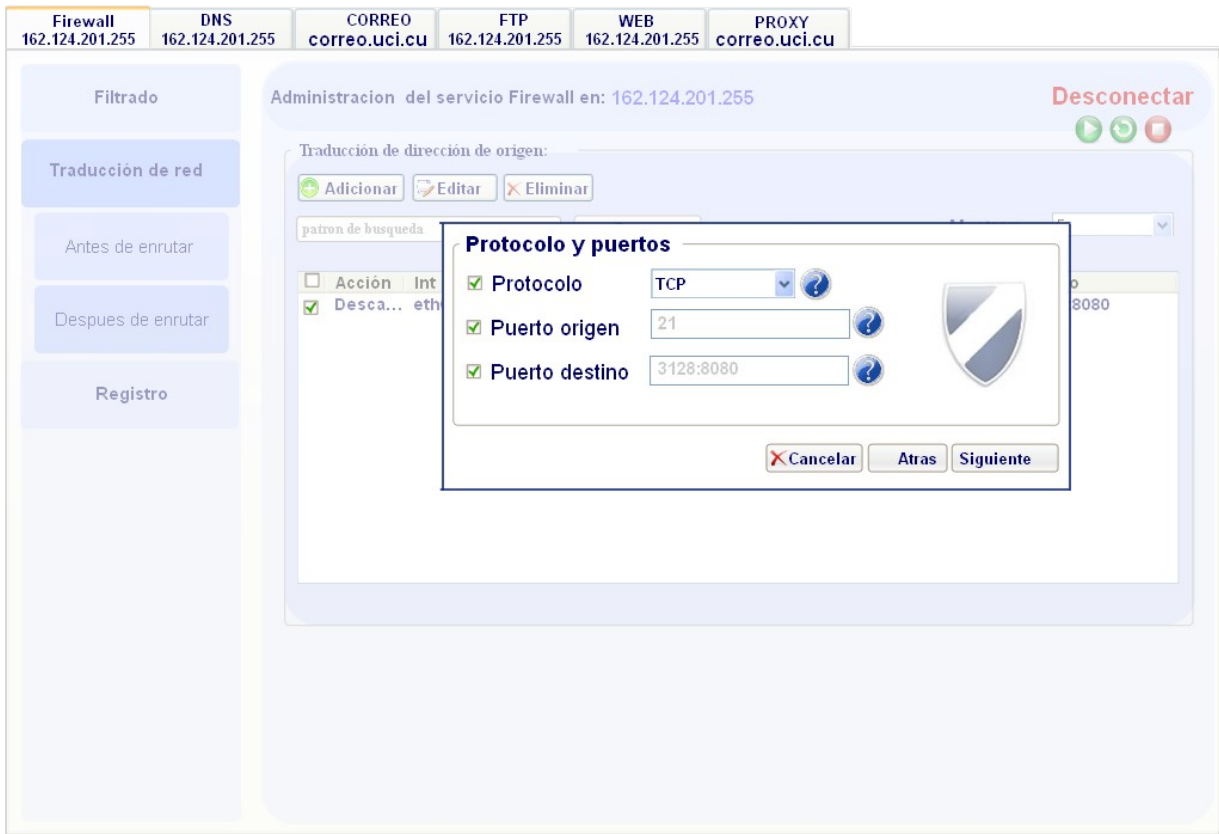 Firewall DNS CORREO FTP WEB PROXY
162.124.201.255 162.124.201.255 correo.uci.cu 162.124.201.255 162.124.201.255 correo.uci.cu
Filtrado
Traducción de red
Antes de enrutar
Despues de enrutar
Registro
Administracion del servicio Firewall en: 162.124.201.255
Desconectar
Traducción de dirección de origen:
Adicionar Editar Eliminar
patron de busqueda
Acción Int
Desca... eth
8080
Protocolo y puertos
Protocolo TCP
Puerto origen 21
Puerto destino 3128:8080
Cancelar Atras Siguiente